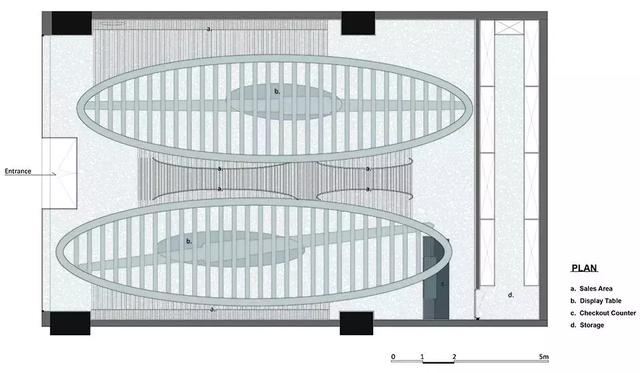 a.
b.
Entrance
a. a.
a. a.
b.
c.
d.
a.
PLAN
a. Sales Area
b. Display Table
c. Checkout Counter
d. Storage
0 1 2 5m